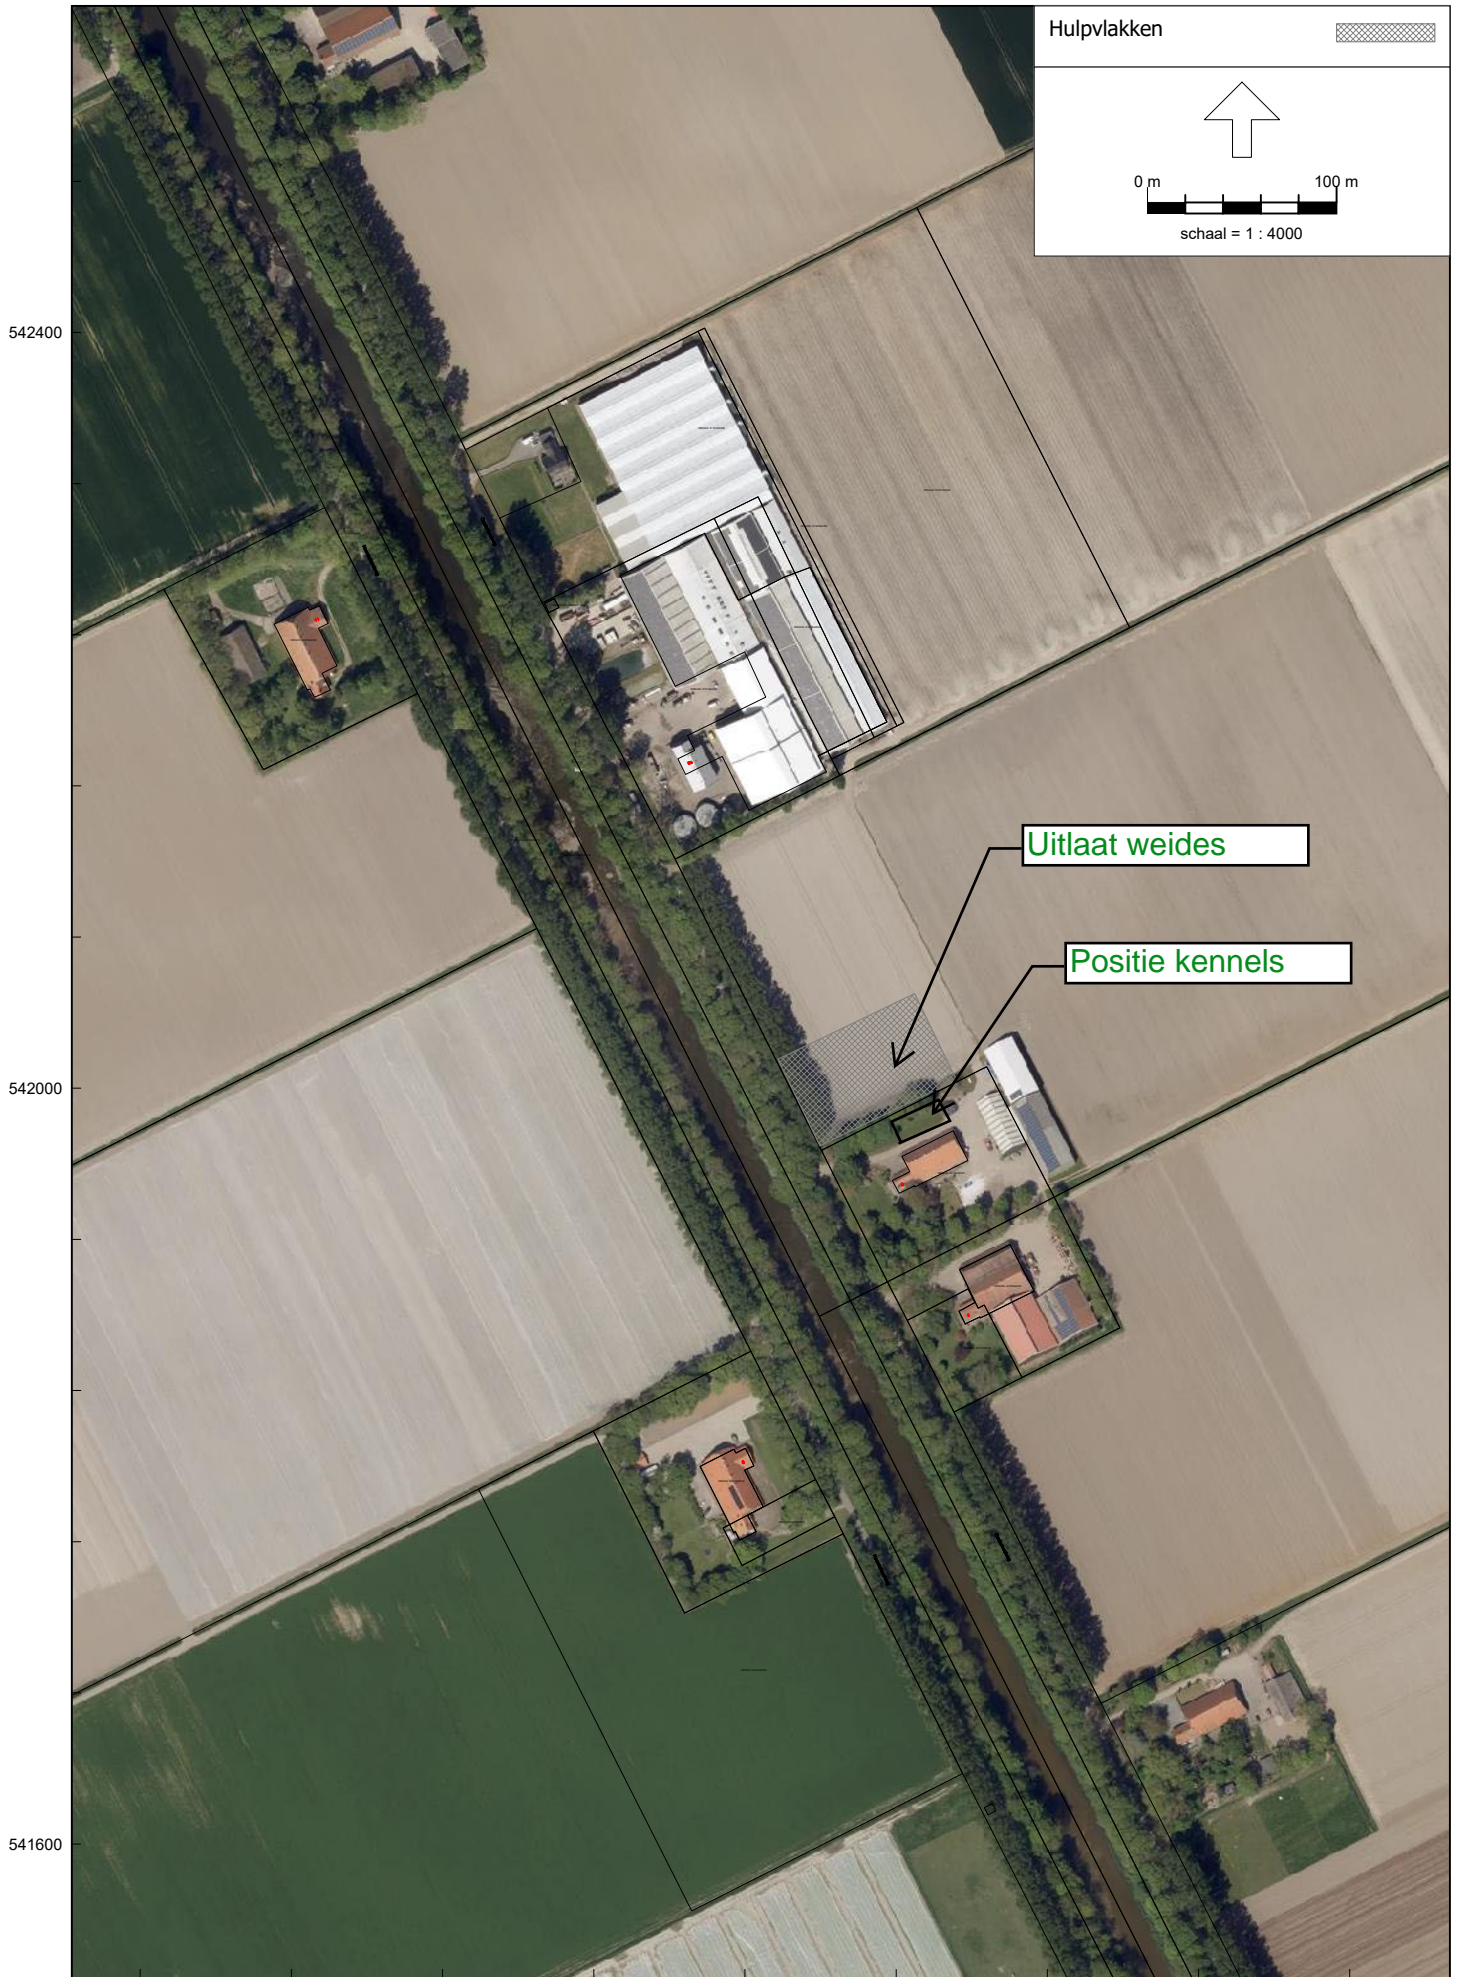 Hulpvlakken
0 m 100 m
schaal = 1 : 4000
542400
Uitlaat weides
Positie kennels
542000
541600